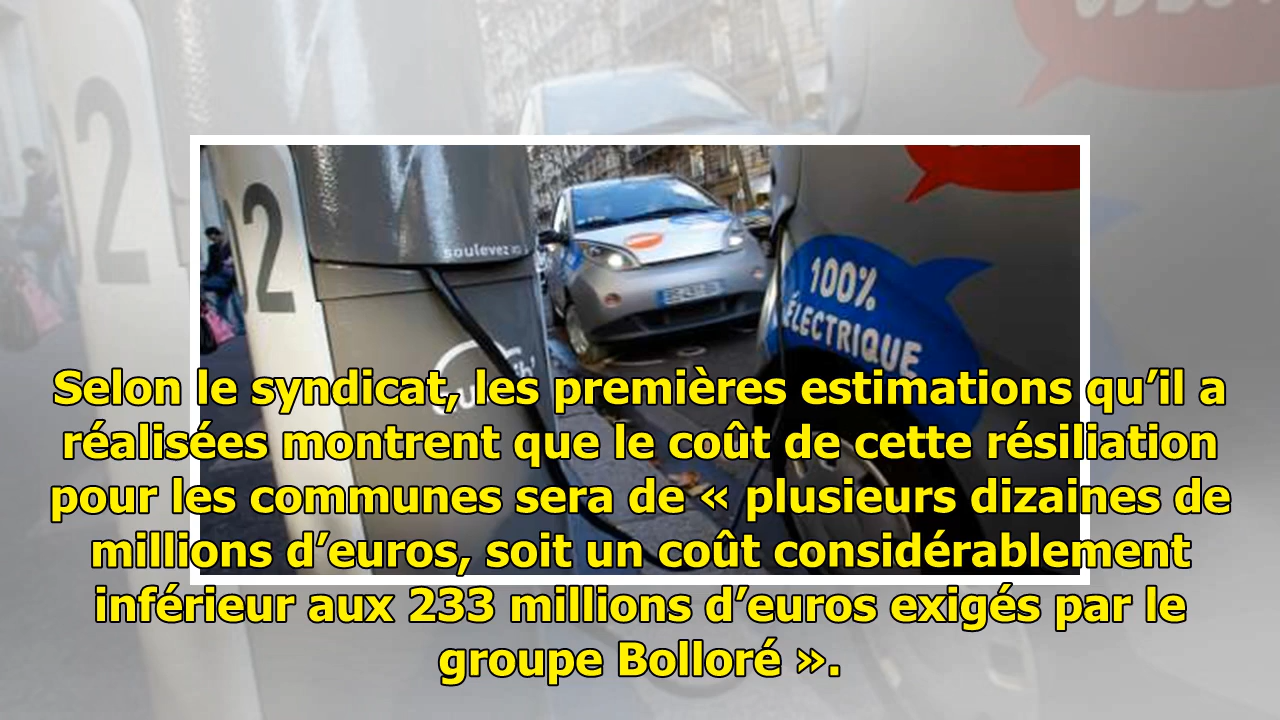 02
soulevez
100%
ÉLECTRIQUE
Selon le syndicat, les premières estimations qu’il a
réalisées montrent que le coût de cette résiliation
pour les communes sera de « plusieurs dizaines de
millions d’euros, soit un coût considérablement
inférieur aux 233 millions d’euros exigés par le
groupe Bolloré ».